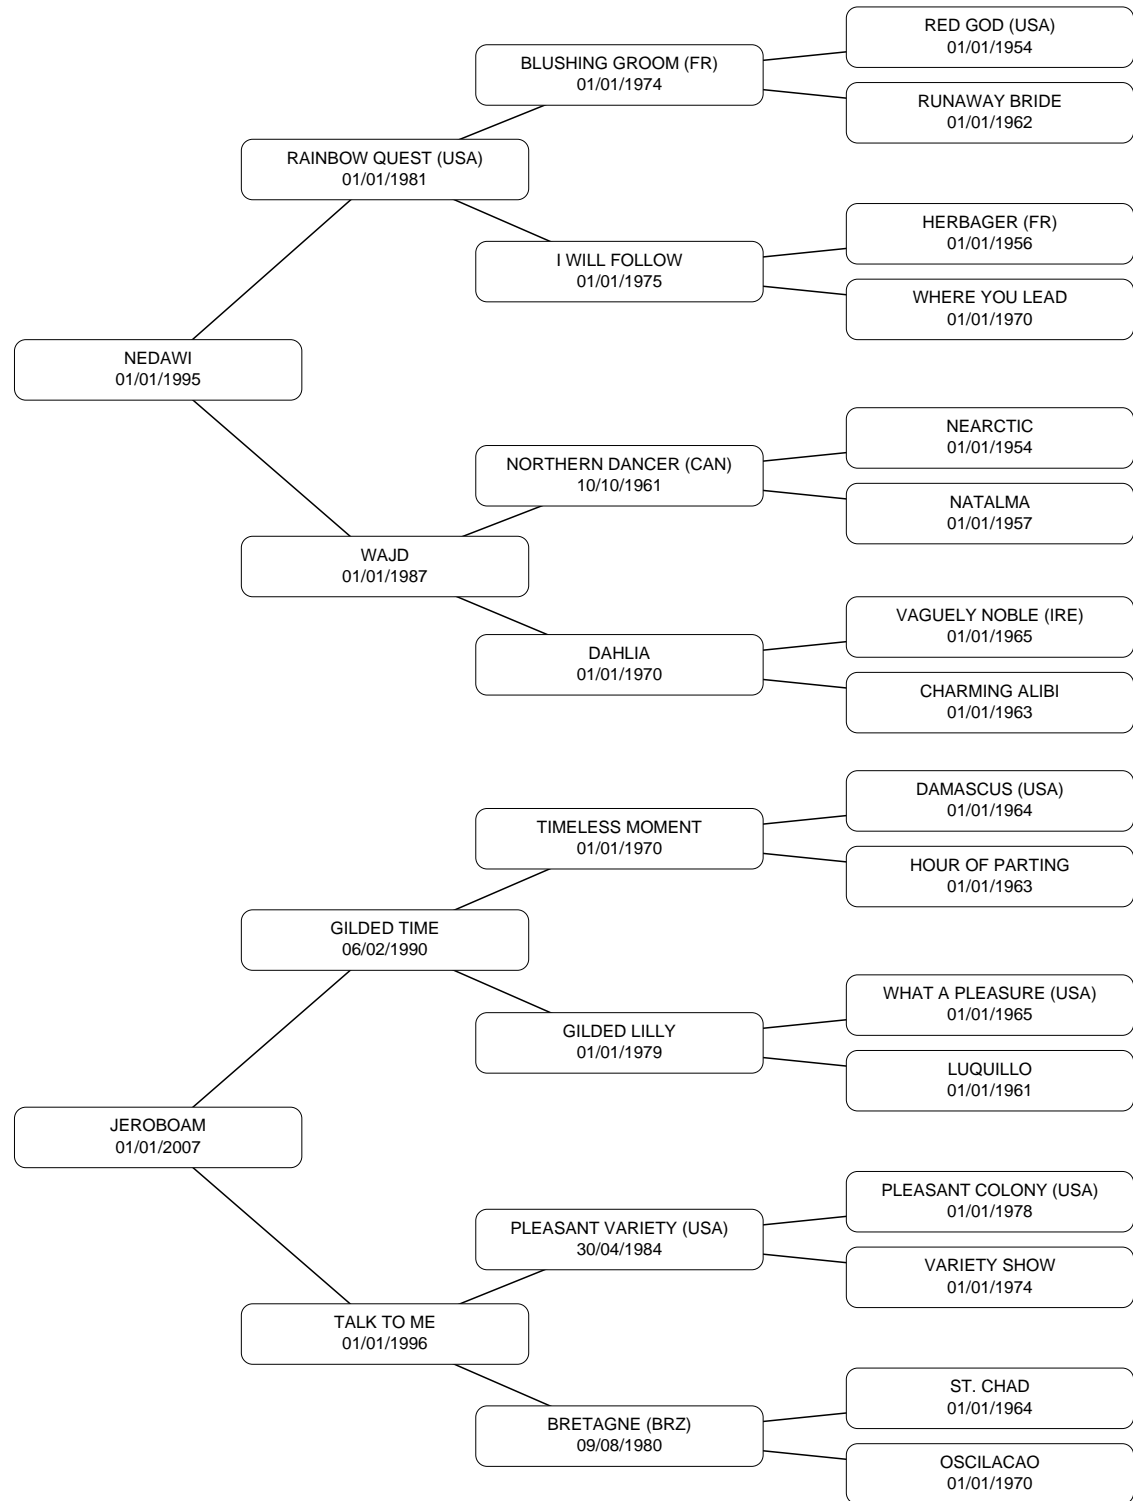 RED GOD (USA)
01/01/1954
BLUSHING GROOM (FR)
01/01/1974
RUNAWAY BRIDE
01/01/1962
RAINBOW QUEST (USA)
01/01/1981
HERBAGER (FR)
01/01/1956
I WILL FOLLOW
01/01/1975
WHERE YOU LEAD
01/01/1970
NEDAWI
01/01/1995
NEARCTIC
01/01/1954
NORTHERN DANCER (CAN)
10/10/1961
NATALMA
01/01/1957
WAJD
01/01/1987
VAGUELY NOBLE (IRE)
01/01/1965
DAHLIA
01/01/1970
CHARMING ALIBI
01/01/1963
DAMASCUS (USA)
01/01/1964
TIMELESS MOMENT
01/01/1970
HOUR OF PARTING
01/01/1963
GILDED TIME
06/02/1990
WHAT A PLEASURE (USA)
01/01/1965
GILDED LILLY
01/01/1979
LUQUILLO
01/01/1961
JEROBOAM
01/01/2007
PLEASANT COLONY (USA)
01/01/1978
PLEASANT VARIETY (USA)
30/04/1984
VARIETY SHOW
01/01/1974
TALK TO ME
01/01/1996
ST. CHAD
01/01/1964
BRETAGNE (BRZ)
09/08/1980
OSCILACAO
01/01/1970